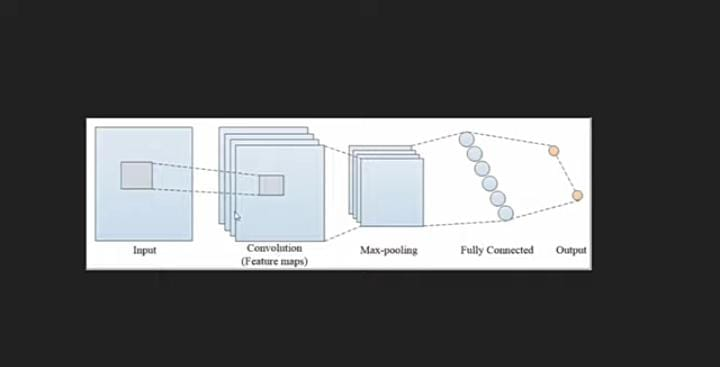 Input
Convolution
(Feature maps)
Max-pooling
Fully Connected
Output